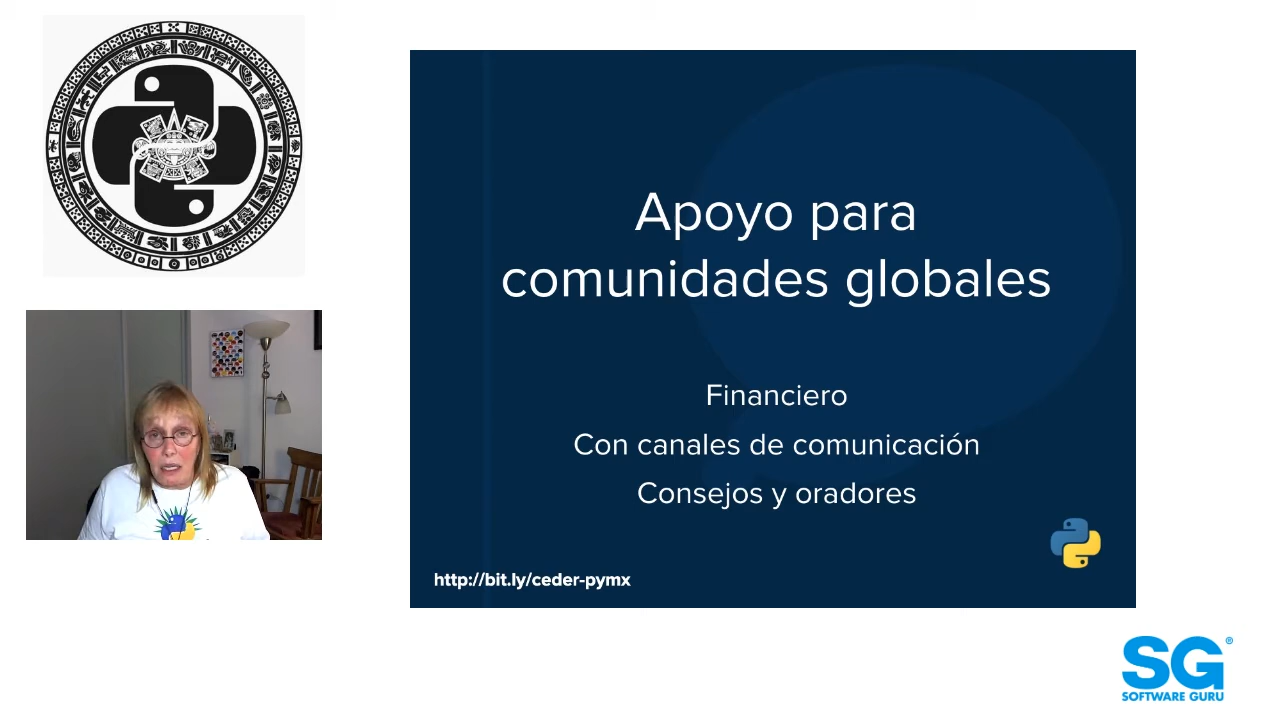 Apoyo para
comunidades globales
Financiero
Con canales de comunicación
Consejos y oradores
http://bit.ly/ceder-pymx
SG®
SOFTWARE GURU